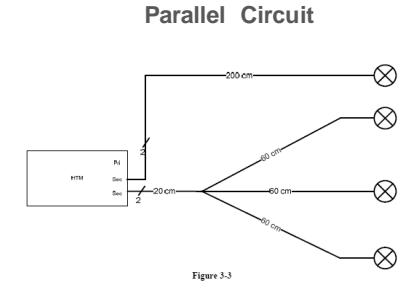 Parallel Circuit
200 cm
2
60 cm
Pri
HTM
Sec
Sec
20 cm
60 cm
2
60 cm
Figure 3-3